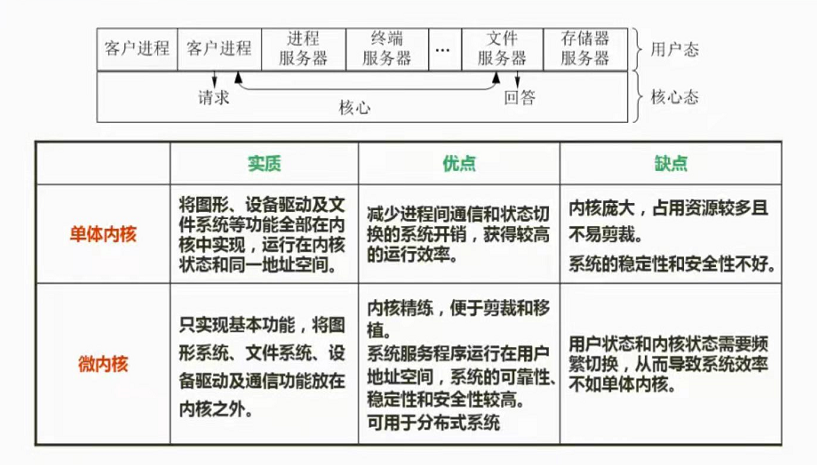 客户进程 客户进程 进程服务器 终端服务器 … 文件服务器 存储器服务器 用户态
请求 核心 回答 核心态
实质 优点 缺点
单体内核
将图形、设备驱动及文
件系统等功能全部在内
核中实现，运行在内核
状态和同一地址空间。
减少进程间通信和状态切
换的系统开销，获得较高
的运行效率。
内核庞大，占用资源较多且
不易剪裁。
系统的稳定性和安全性不好。
微内核
只实现基本功能，将图
形系统、文件系统、设
备驱动及通信功能放在
内核之外。
内核精练，便于剪裁和移
植。
系统服务程序运行在用户
地址空间，系统的可靠性、
稳定性和安全性较高。
可用于分布式系统
用户状态和内核状态需要频
繁切换，从而导致系统效率
不如单体内核。